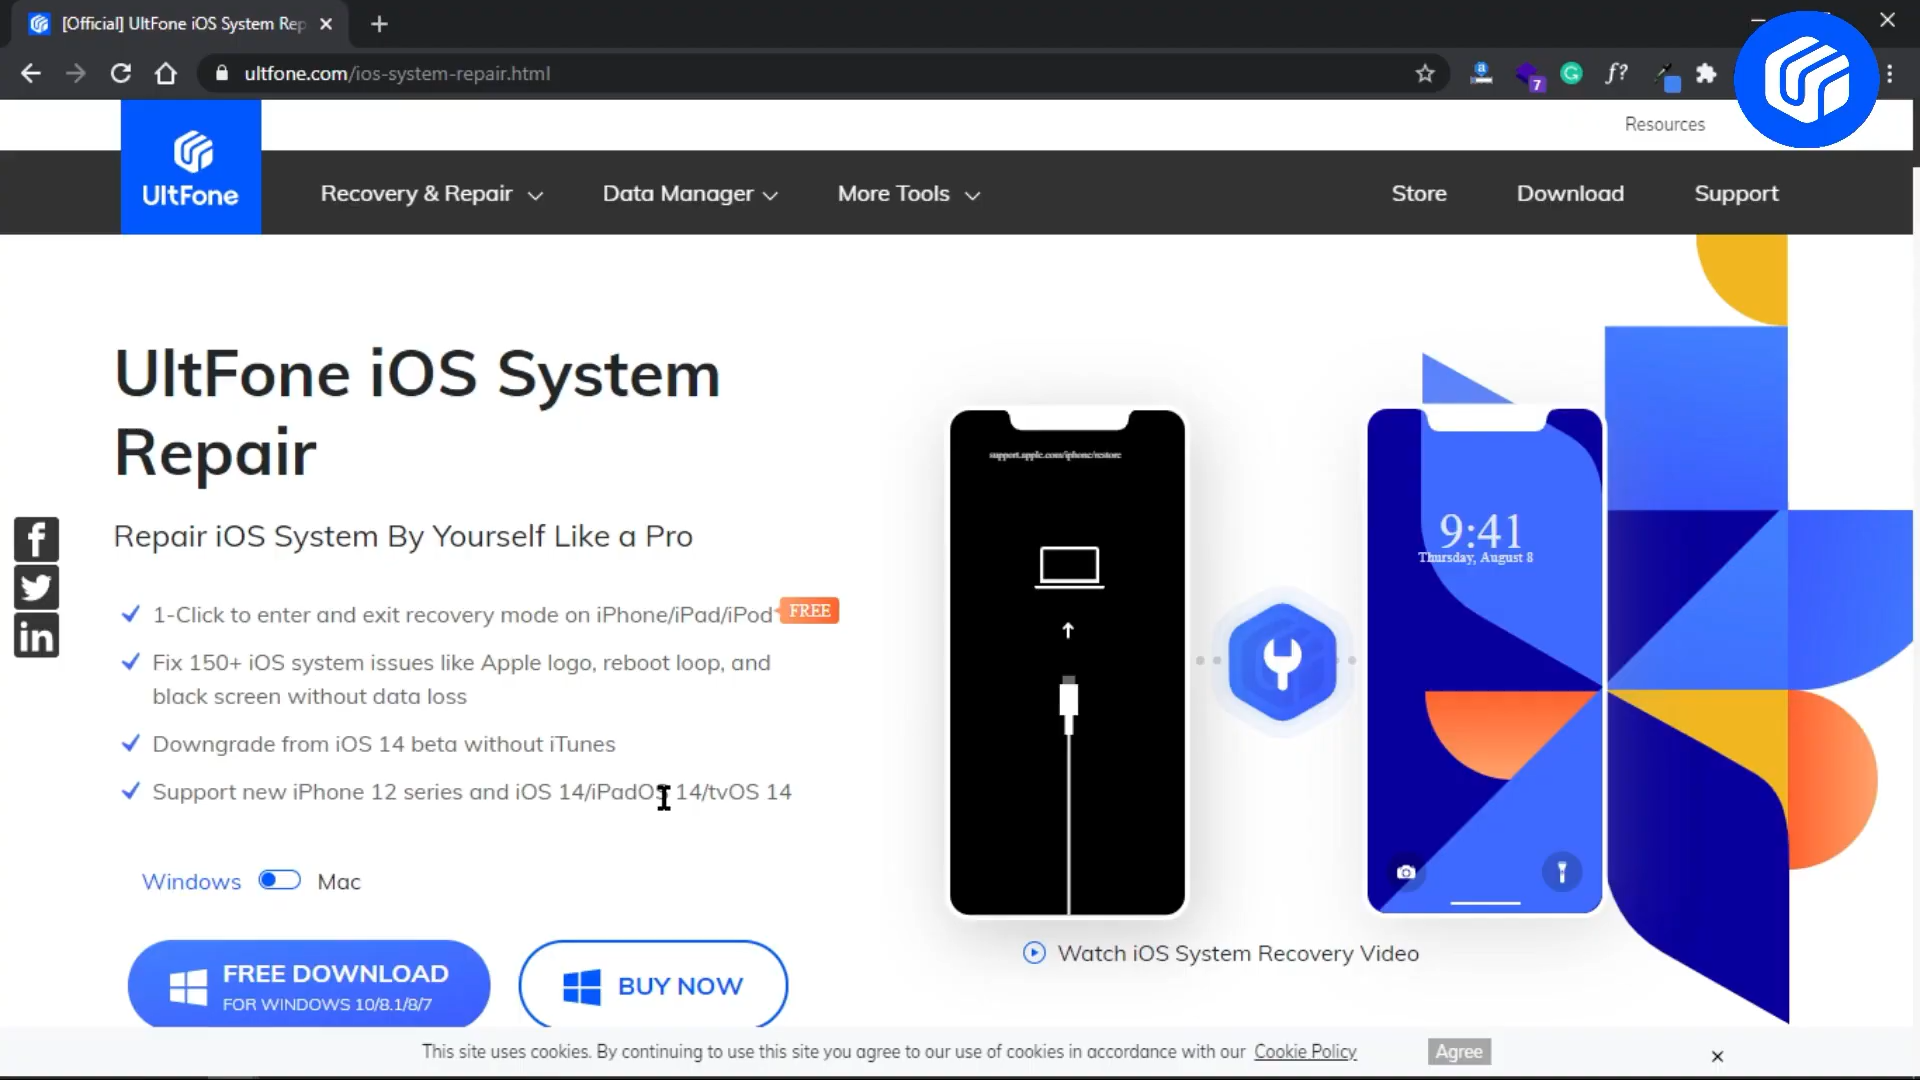 [Official] UltFone iOS System Rep
ultfone.com/ios-system-repair.html
7
f?
Resources
UltFone
Recovery & Repair
Data Manager
More Tools
Store
Download
Support
UltFone iOS System
Repair
Repair iOS System By Yourself Like a Pro
1-Click to enter and exit recovery mode on iPhone/iPad/iPod FREE
Fix 150+ iOS system issues like Apple logo, reboot loop, and
black screen without data loss
Downgrade from iOS 14 beta without iTunes
Support new iPhone 12 series and iOS 14/iPadOS 14/tvOS 14
Windows
Mac
FREE DOWNLOAD
FOR WINDOWS 10/8.1/8/7
BUY NOW
support.apple.com/iphone/restore
9:41
Thursday, August 8
Watch iOS System Recovery Video
This site uses cookies. By continuing to use this site you agree to our use of cookies in accordance with our Cookie Policy
Agree